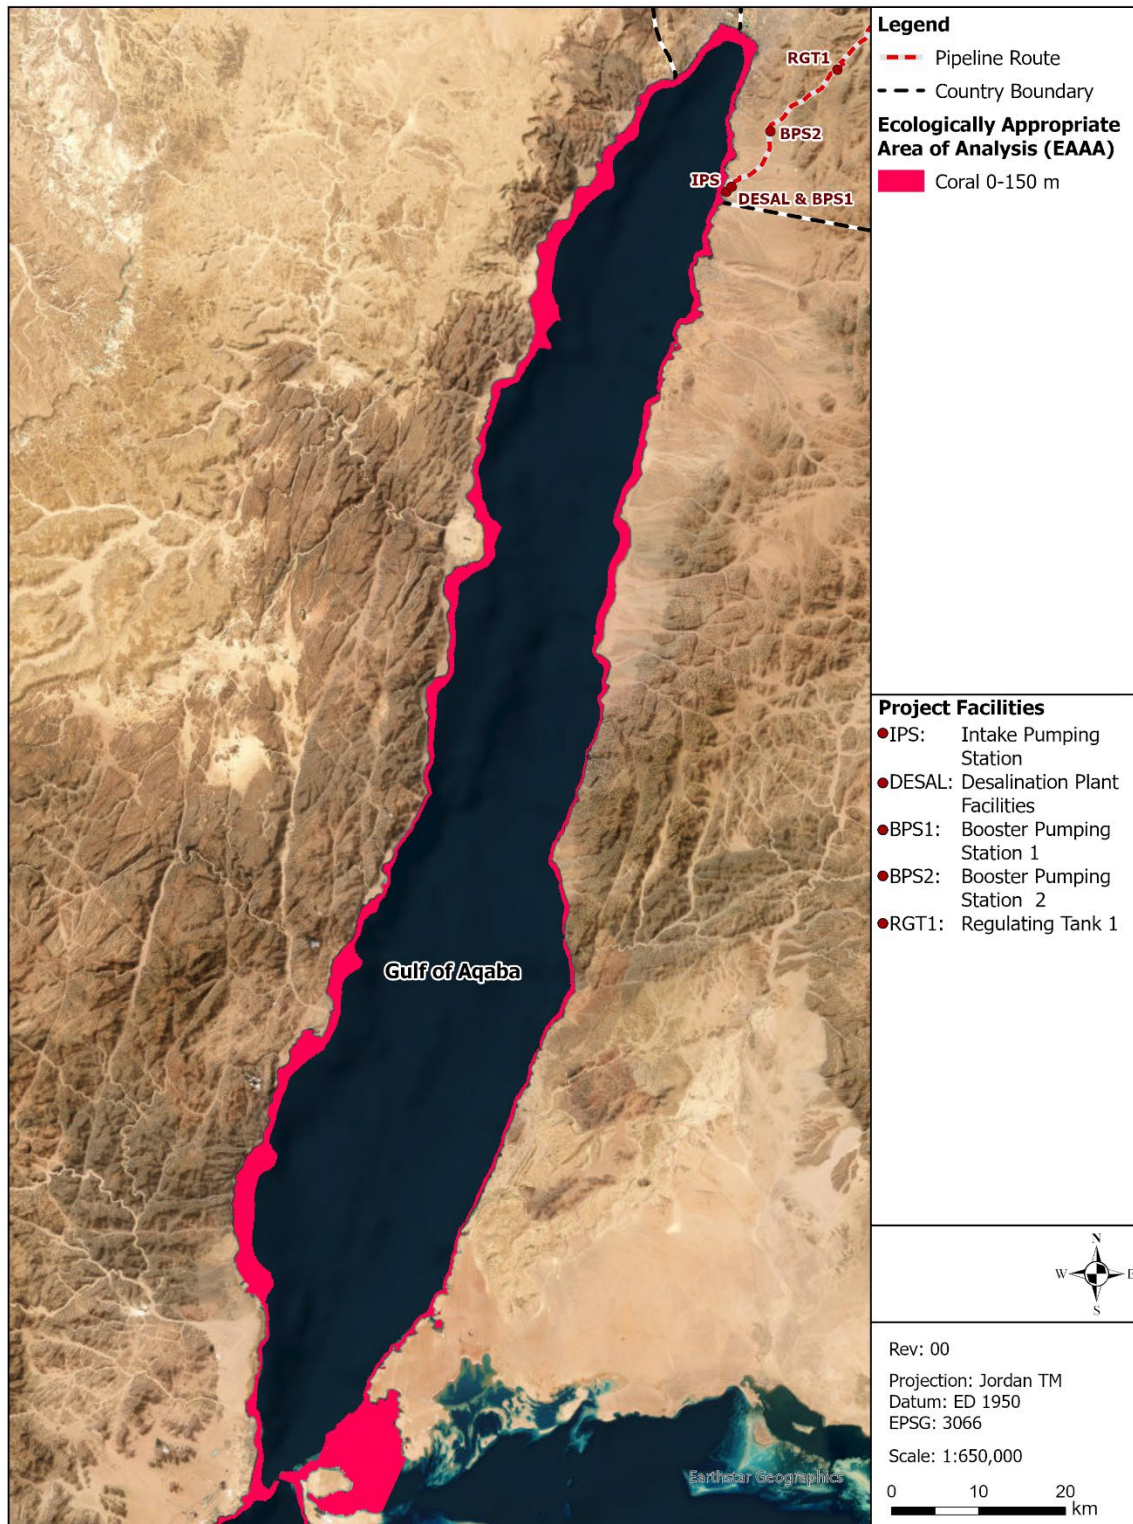 RGT1
BPS2
IPS
DESAL & BPS1
Gulf of Aqaba
Earthstar Geographics
Legend
Pipeline Route
Country Boundary
Ecologically Appropriate
Area of Analysis (EAAA)
Coral 0-150 m
Project Facilities
IPS: Intake Pumping
Station
DESAL: Desalination Plant
Facilities
BPS1: Booster Pumping
Station 1
BPS2: Booster Pumping
Station 2
RGT1: Regulating Tank 1
N
W E
S
Rev: 00
Projection: Jordan TM
Datum: ED 1950
EPSG: 3066
Scale: 1:650,000
0 10 20
km